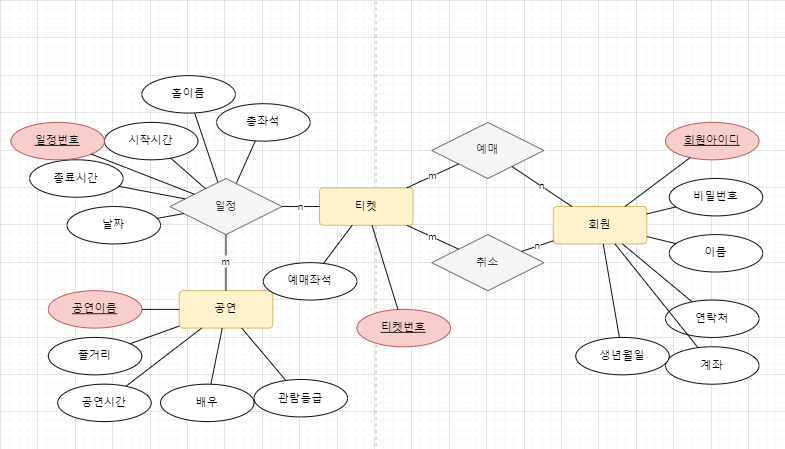 홀이름
총좌석
일정번호
시작시간
예매
회원아이디
종료시간
m
n
비밀번호
일정
n
티켓
날짜
회원
m
n
이름
취소
m
예매좌석
공연이름
공연
티켓번호
연락처
줄거리
생년월일
계좌
공연시간
배우
관람등급